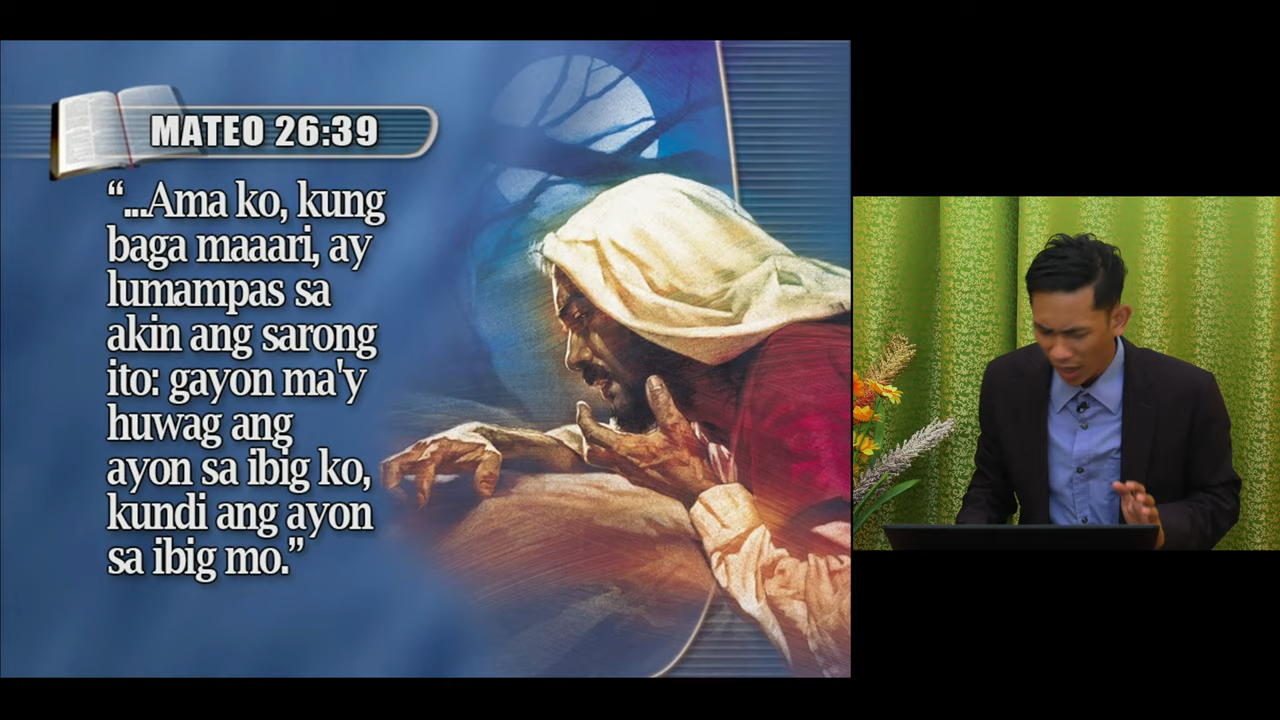 MATEO 26:39
“...Ama ko, kung
baga maaari, ay
lumampas sa
akin ang sarong
ito: gayon ma'y
huwag ang
ayon sa ibig ko,
kundi ang ayon
sa ibig mo.”